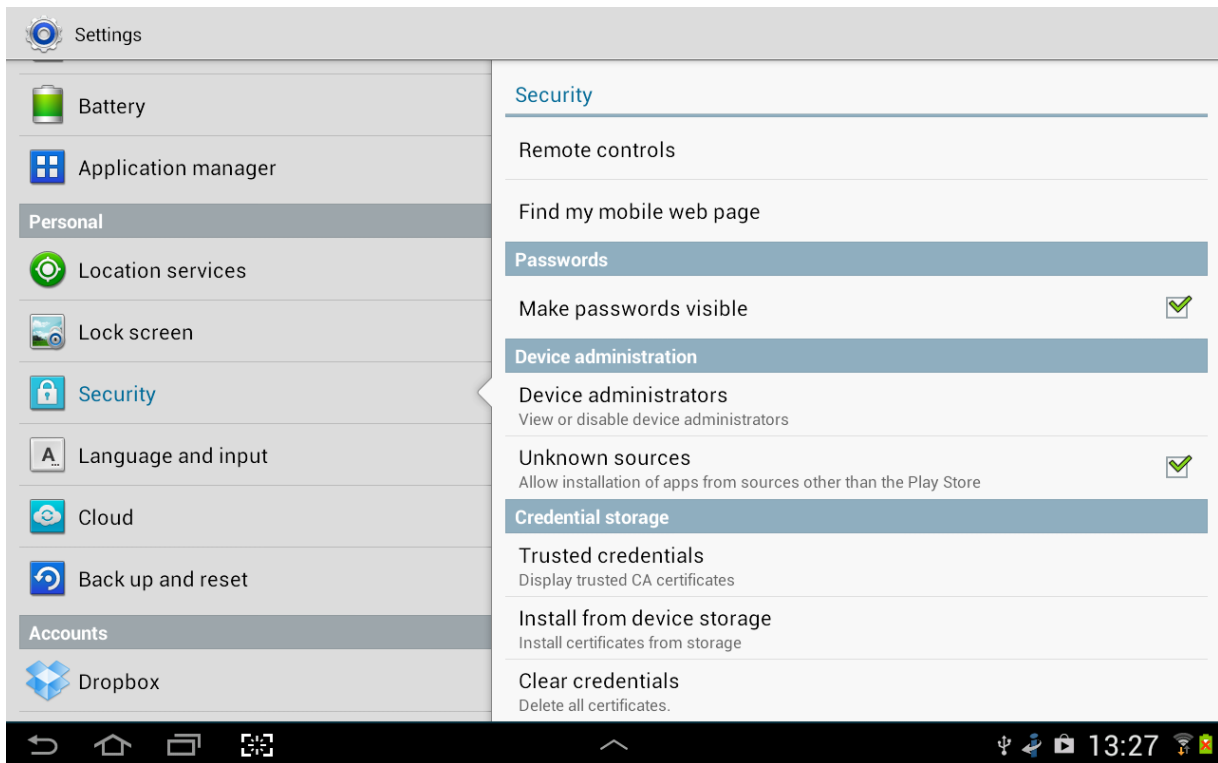 Settings
Battery
Application manager
Personal
Location services
Lock screen
Security
Language and input
Cloud
Back up and reset
Accounts
Dropbox
Security
Remote controls
Find my mobile web page
Passwords
Make passwords visible
Device administration
Device administrators
View or disable device administrators
Unknown sources
Allow installation of apps from sources other than the Play Store
Credential storage
Trusted credentials
Display trusted CA certificates
Install from device storage
Install certificates from storage
Clear credentials
Delete all certificates.
13:27